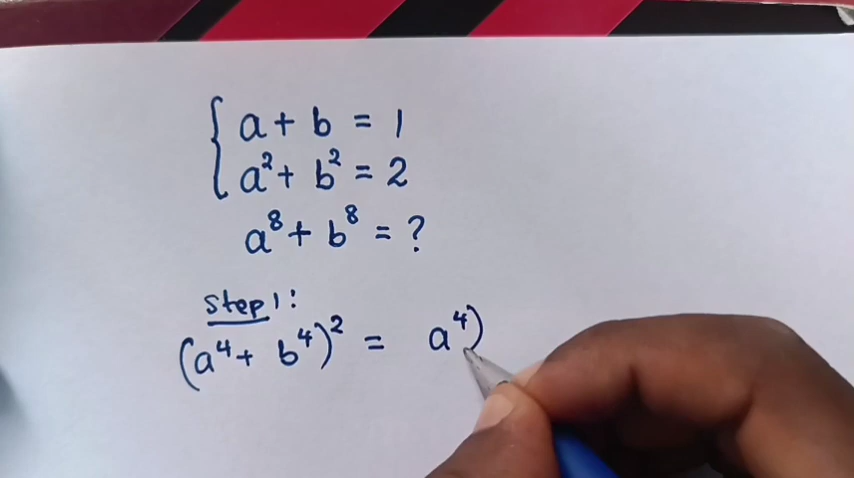 a + b = 1
a² + b² = 2
a⁸ + b⁸ = ?
Step 1:
(a⁴ + b⁴)² = a⁴)